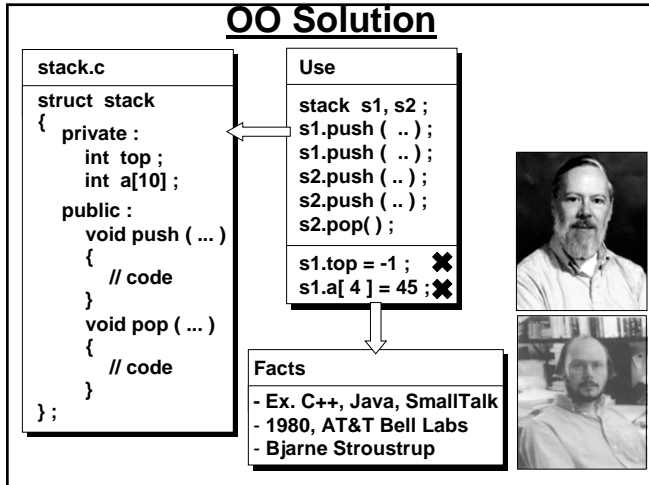 OO Solution
stack.c
struct stack
{
private :
int top ;
int a[10] ;
public :
void push ( ... )
{
// code
}
void pop ( ... )
{
// code
}
} ;
Use
stack s1, s2 ;
s1.push ( .. ) ;
s1.push ( .. ) ;
s2.push ( .. ) ;
s2.push ( .. ) ;
s2.pop( ) ;
s1.top = -1 ; ✖
s1.a[ 4 ] = 45 ; ✖
Facts
- Ex. C++, Java, SmallTalk
- 1980, AT&T Bell Labs
- Bjarne Stroustrup